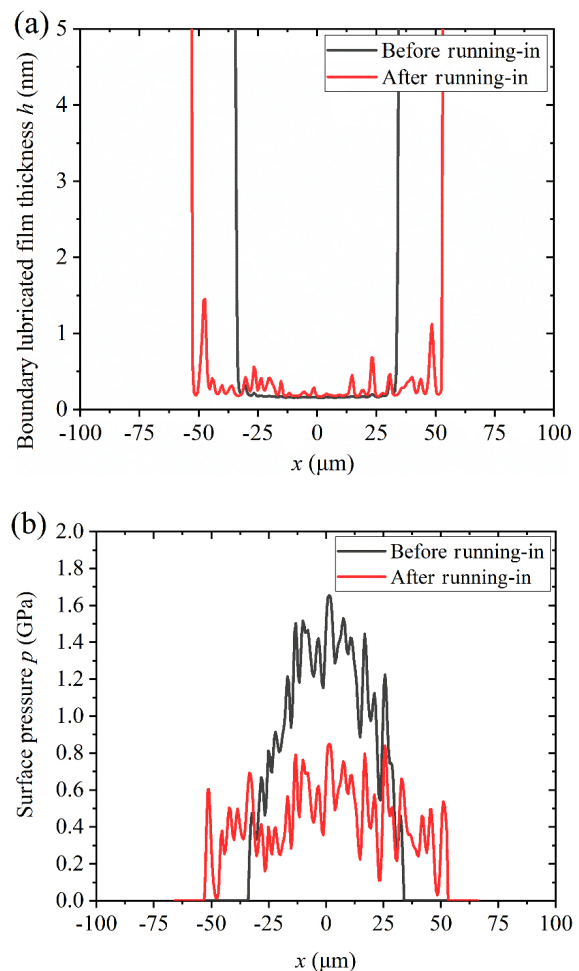 (a)
Before running-in
After running-in
Boundary lubricated film thickness h (nm)
5
4
3
2
1
0
-100 -75 -50 -25 0 25 50 75 100
x (μm)
(b)
Before running-in
After running-in
Surface pressure p (GPa)
2.0
1.8
1.6
1.4
1.2
1.0
0.8
0.6
0.4
0.2
0.0
-100 -75 -50 -25 0 25 50 75 100
x (μm)